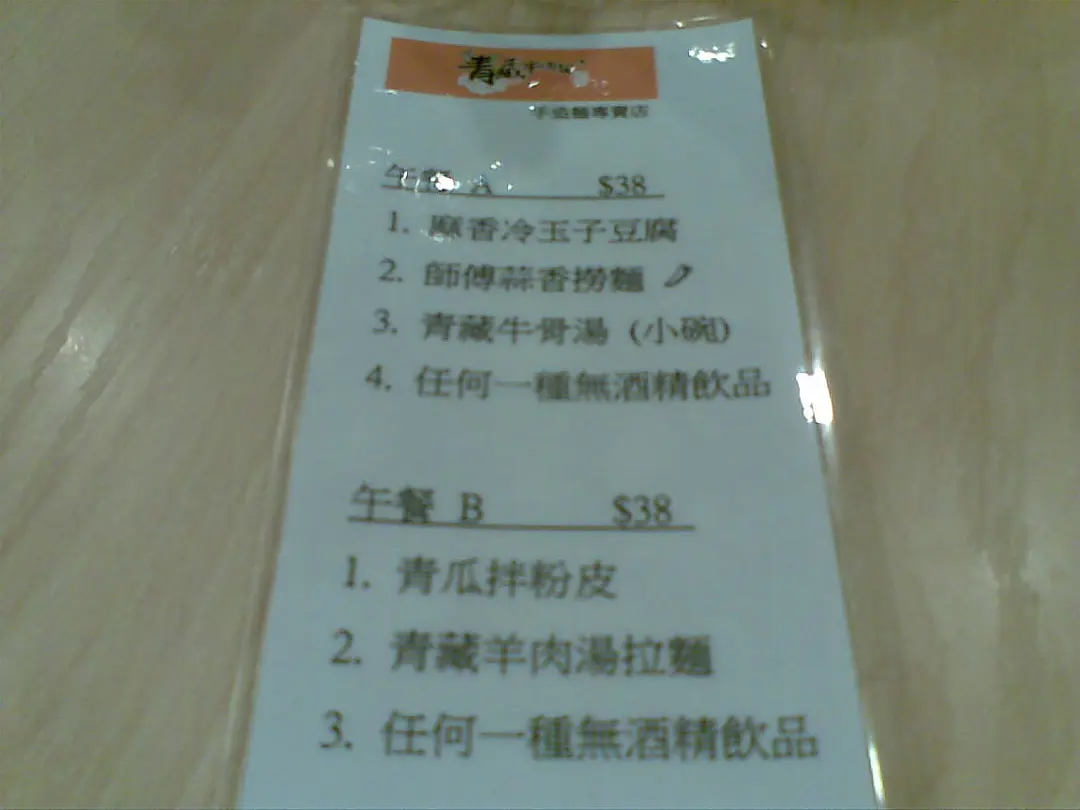 青藏
手造麵專賣店
午餐 A $38
1. 麻香冷玉子豆腐
2. 師傅蒜香撈麵
3. 青藏牛骨湯 (小碗)
4. 任何一種無酒精飲品
午餐 B $38
1. 青瓜拌粉皮
2. 青藏羊肉湯拉麵
3. 任何一種無酒精飲品